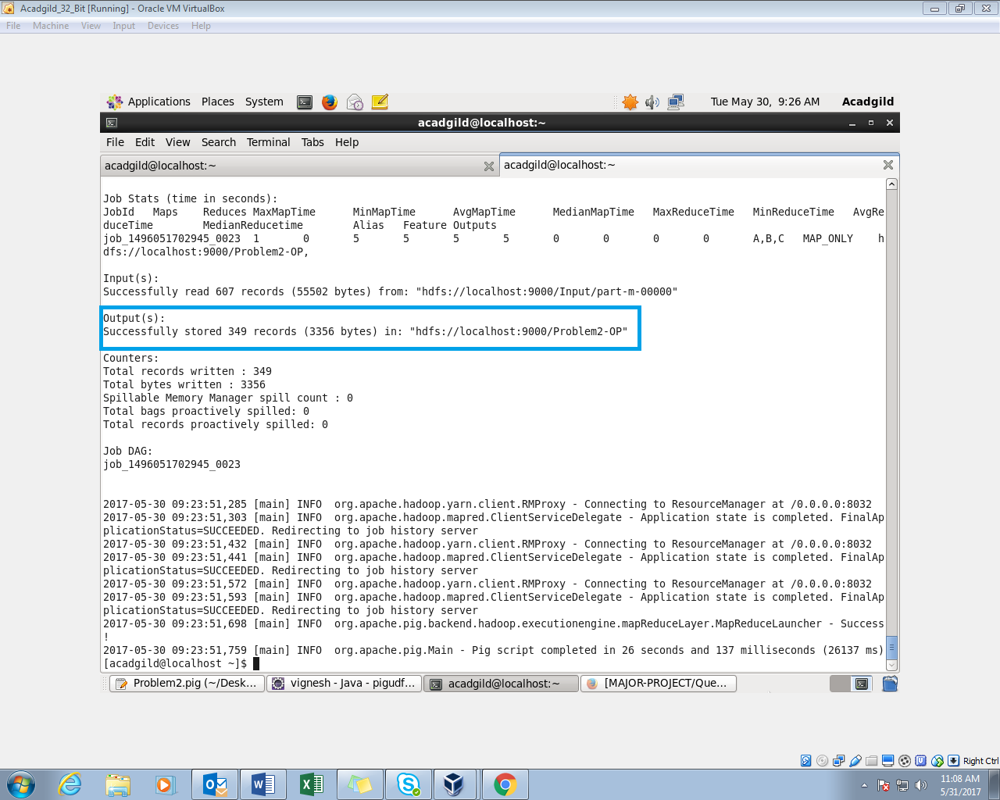 Acadgild_32_Bit [Running] - Oracle VM VirtualBox
File Machine View Input Devices Help
Applications Places System Tue May 30, 9:26 AM Acadgild
acadgild@localhost:~
File Edit View Search Terminal Tabs Help
acadgild@localhost:~ acadgild@localhost:~
Job Stats (time in seconds):
JobId Maps Reduces MaxMapTime MinMapTime AvgMapTime MedianMapTime MaxReduceTime MinReduceTime AvgRe
duceTime MedianReducetime Alias Feature Outputs
job_1496051702945_0023 1 0 5 5 5 5 0 0 0 0 A,B,C MAP_ONLY h
dfs://localhost:9000/Problem2-OP,
Input(s):
Successfully read 607 records (55502 bytes) from: "hdfs://localhost:9000/Input/part-m-00000"
Output(s):
Successfully stored 349 records (3356 bytes) in: "hdfs://localhost:9000/Problem2-OP"
Counters:
Total records written : 349
Total bytes written : 3356
Spillable Memory Manager spill count : 0
Total bags proactively spilled: 0
Total records proactively spilled: 0
Job DAG:
job_1496051702945_0023
2017-05-30 09:23:51,285 [main] INFO  org.apache.hadoop.yarn.client.RMProxy - Connecting to ResourceManager at /0.0.0.0:8032
2017-05-30 09:23:51,303 [main] INFO  org.apache.hadoop.mapred.ClientServiceDelegate - Application state is completed. FinalAp
plicationStatus=SUCCEEDED. Redirecting to job history server
2017-05-30 09:23:51,432 [main] INFO  org.apache.hadoop.yarn.client.RMProxy - Connecting to ResourceManager at /0.0.0.0:8032
2017-05-30 09:23:51,441 [main] INFO  org.apache.hadoop.mapred.ClientServiceDelegate - Application state is completed. FinalAp
plicationStatus=SUCCEEDED. Redirecting to job history server
2017-05-30 09:23:51,572 [main] INFO  org.apache.hadoop.yarn.client.RMProxy - Connecting to ResourceManager at /0.0.0.0:8032
2017-05-30 09:23:51,593 [main] INFO  org.apache.hadoop.mapred.ClientServiceDelegate - Application state is completed. FinalAp
plicationStatus=SUCCEEDED. Redirecting to job history server
2017-05-30 09:23:51,698 [main] INFO  org.apache.pig.backend.hadoop.executionengine.mapReduceLayer.MapReduceLauncher - Success
!
2017-05-30 09:23:51,759 [main] INFO  org.apache.pig.Main - Pig script completed in 26 seconds and 137 milliseconds (26137 ms)
[acadgild@localhost ~]$
Problem2.pig (~/Desk... vignesh - Java - pigudf... acadgild@localhost:~ [MAJOR-PROJECT/Que...
Right Ctrl
11:08 AM
5/31/2017